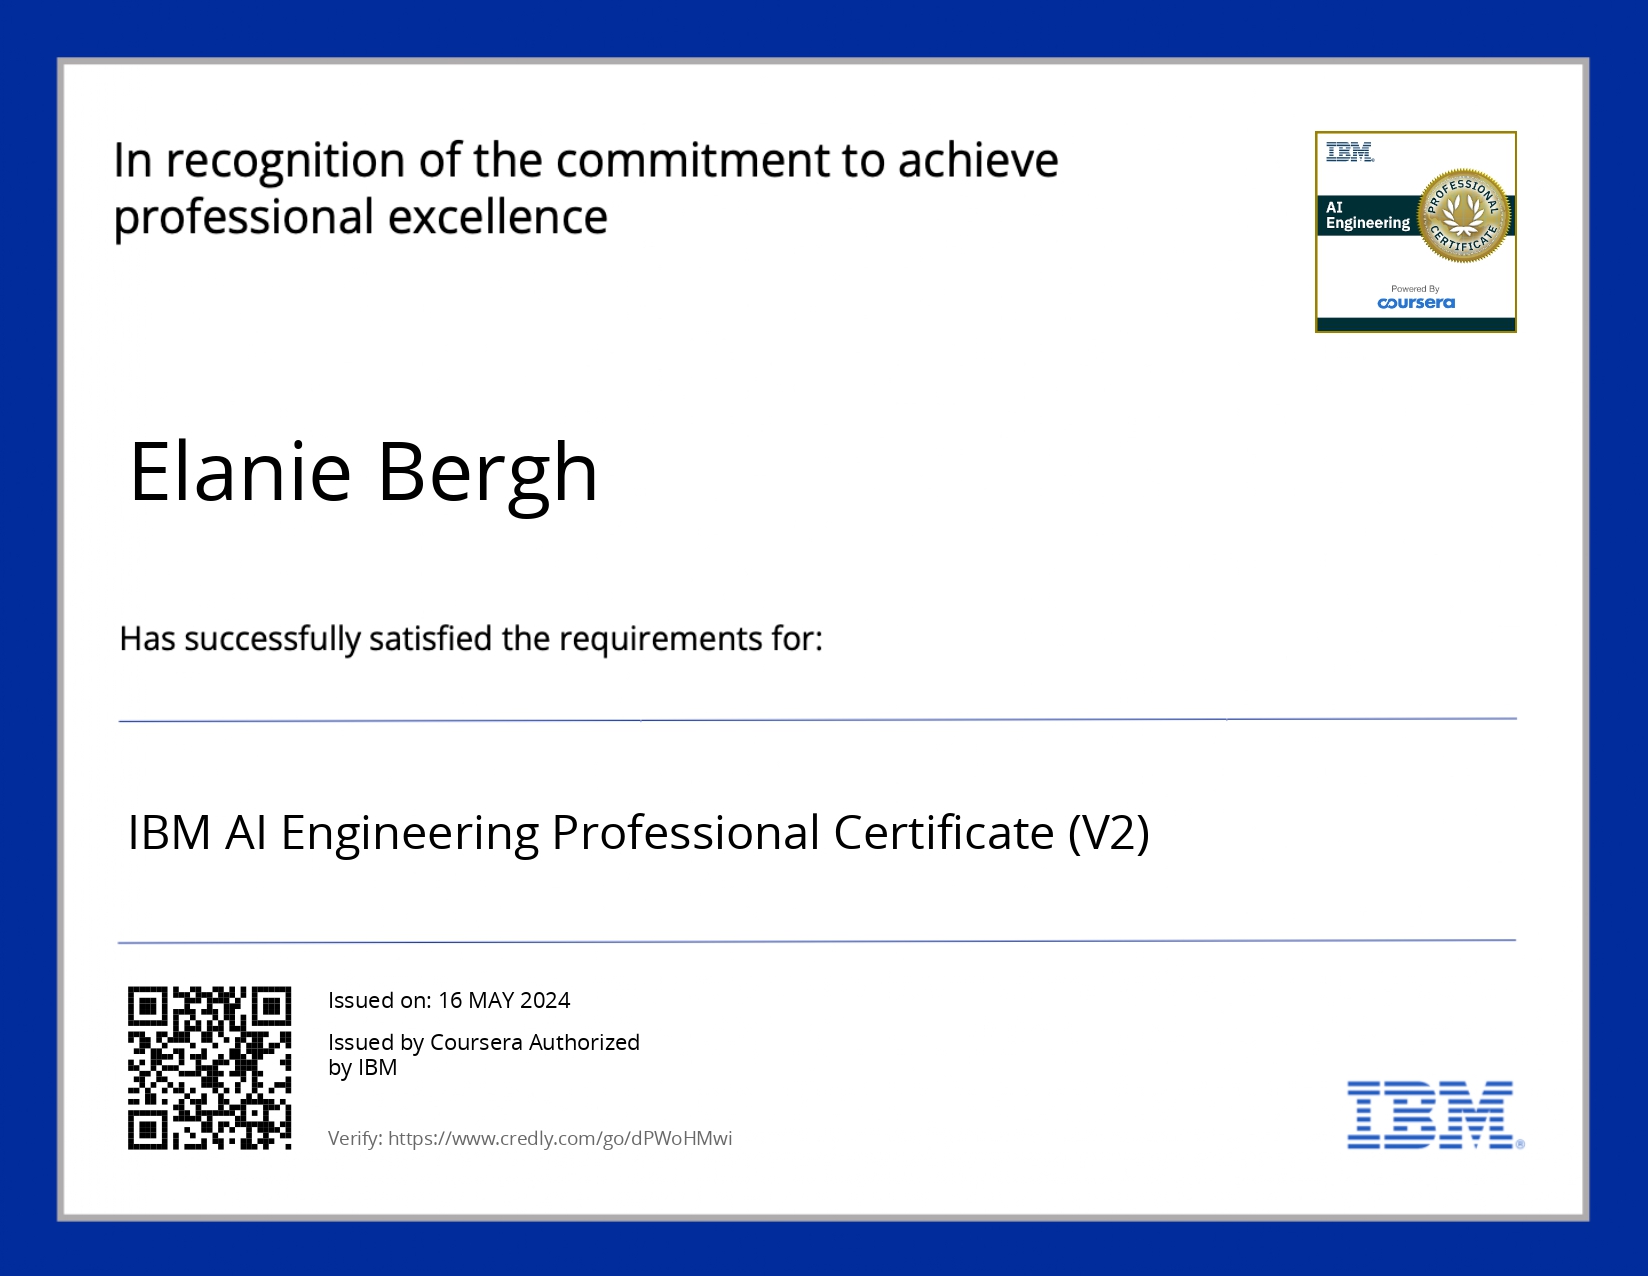 In recognition of the commitment to achieve
professional excellence
IBM
AI
Engineering
PROFESSIONAL
CERTIFICATE
Powered By
coursera
Elanie Bergh
Has successfully satisfied the requirements for:
IBM AI Engineering Professional Certificate (V2)
Issued on: 16 MAY 2024
Issued by Coursera Authorized
by IBM
Verify: https://www.credly.com/go/dPWoHMwi
IBM®